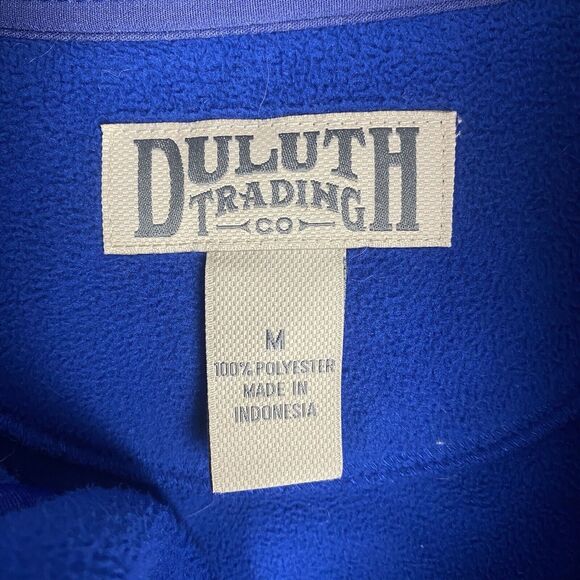 DULUTH
TRADING
CO
M
100% POLYESTER
MADE IN
INDONESIA